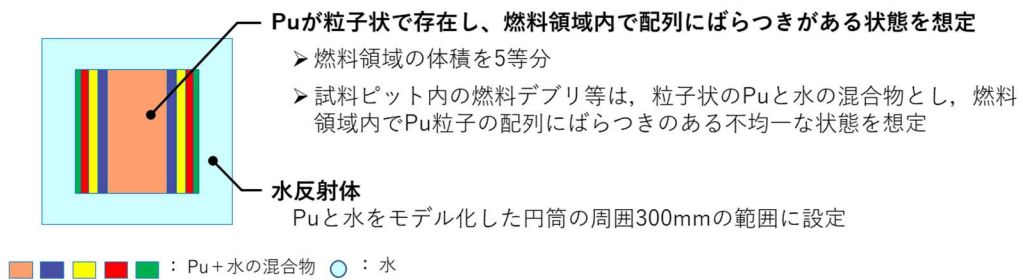 Puが粒子状で存在し、燃料領域内で配列にばらつきがある状態を想定
➢ 燃料領域の体積を5等分
➢ 試料ピット内の燃料デブリ等は，粒子状のPuと水の混合物とし，燃料
領域内でPu粒子の配列にばらつきのある不均一な状態を想定
水反射体
Puと水をモデル化した円筒の周囲300mmの範囲に設定
：Pu＋水の混合物 ：水